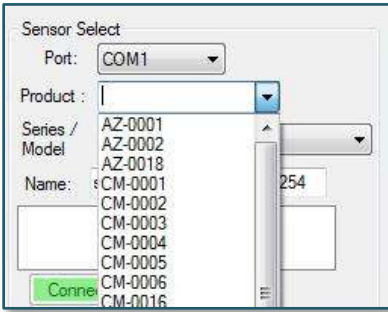 Sensor Select
Port: COM1
Product :
AZ-0001
AZ-0002
AZ-0018
CM-0001
CM-0002
CM-0003
CM-0004
CM-0005
CM-0006
CM-0016
Series /
Model
Name: 254